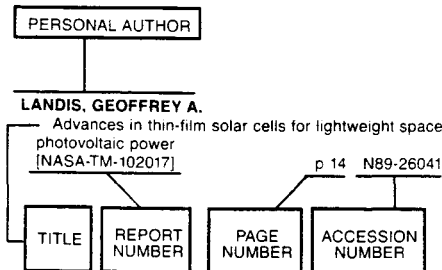 PERSONAL AUTHOR
LANDIS, GEOFFREY A.
Advances in thin-film solar cells for lightweight space
photovoltaic power
[NASA-TM-102017] p 14 N89-26041
TITLE
REPORT NUMBER
PAGE NUMBER
ACCESSION NUMBER